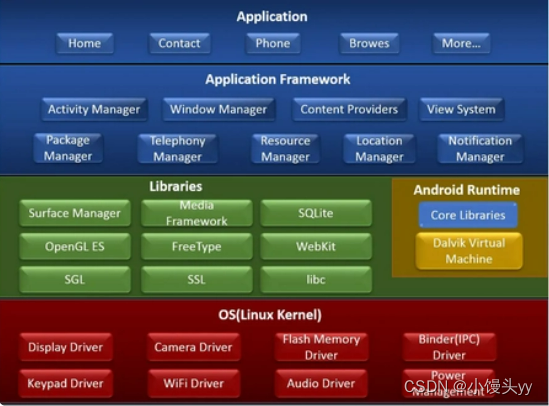 Application
Home Contact Phone Browes More...
Application Framework
Activity Manager Window Manager Content Providers View System
Package Manager
Telephony Manager
Resource Manager
Location Manager
Notification Manager
Libraries
Surface Manager
Media Framework
SQLite
OpenGL ES FreeType WebKit
SGL SSL libc
Android Runtime
Core Libraries
Dalvik Virtual Machine
OS(Linux Kernel)
Display Driver
Camera Driver
Flash Memory Driver
Binder(IPC) Driver
Keypad Driver
WiFi Driver
Audio Driver
Power Management
CSDN @小馒头yy